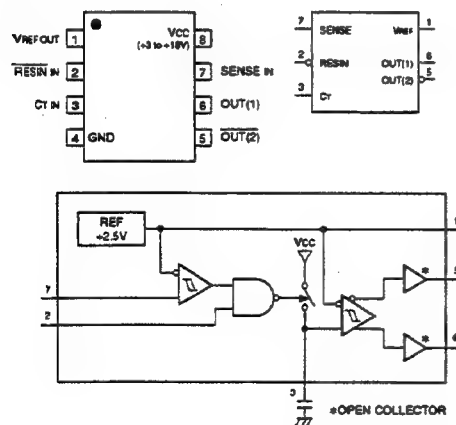 VREF OUT 1
VCC 8
(+3 to +18V)
RESIN IN 2
7 SENSE IN
CT IN 3
6 OUT(1)
4 GND
5 OUT(2)
7 SENSE
VREF 1
2 RESIN
OUT(1) 6
OUT(2) 5
3 CT
REF
+2.5V
1
VCC
7
2
*
5
*
6
3
*OPEN COLLECTOR